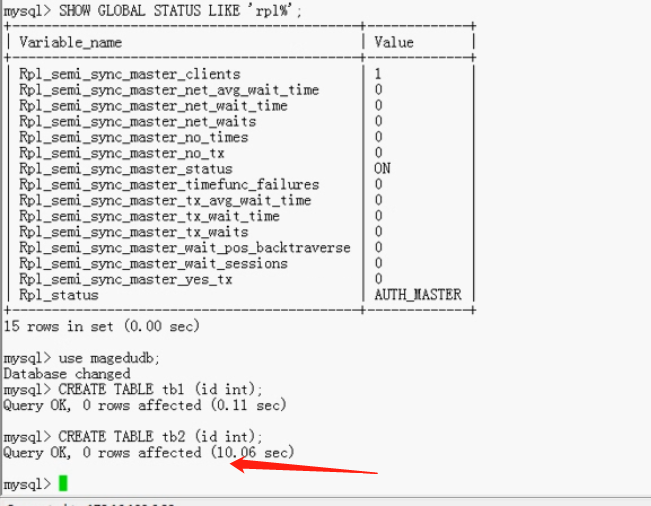 mysql> SHOW GLOBAL STATUS LIKE 'rpl%';
+--------------------------------------------+-------------+
| Variable_name | Value |
+--------------------------------------------+-------------+
| Rpl_semi_sync_master_clients | 1 |
| Rpl_semi_sync_master_net_avg_wait_time | 0 |
| Rpl_semi_sync_master_net_wait_time | 0 |
| Rpl_semi_sync_master_net_waits | 0 |
| Rpl_semi_sync_master_no_times | 0 |
| Rpl_semi_sync_master_no_tx | 0 |
| Rpl_semi_sync_master_status | ON |
| Rpl_semi_sync_master_timefunc_failures | 0 |
| Rpl_semi_sync_master_tx_avg_wait_time | 0 |
| Rpl_semi_sync_master_tx_wait_time | 0 |
| Rpl_semi_sync_master_tx_waits | 0 |
| Rpl_semi_sync_master_wait_pos_backtraverse | 0 |
| Rpl_semi_sync_master_wait_sessions | 0 |
| Rpl_semi_sync_master_yes_tx | 0 |
| Rpl_status | AUTH_MASTER |
+--------------------------------------------+-------------+
15 rows in set (0.00 sec)
mysql> use magedudb;
Database changed
mysql> CREATE TABLE tb1 (id int);
Query OK, 0 rows affected (0.11 sec)
mysql> CREATE TABLE tb2 (id int);
Query OK, 0 rows affected (10.06 sec)
mysql>